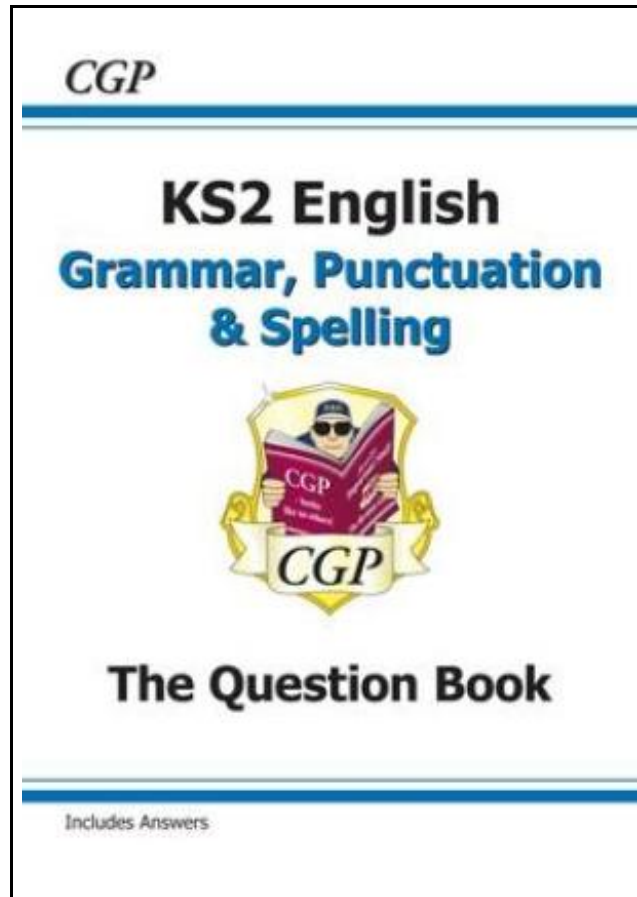 CGP
KS2 English
Grammar, Punctuation
& Spelling
CGP
CGP
The Question Book
Includes Answers